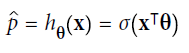 p̂ = h_θ(x) = σ(x⊺θ)